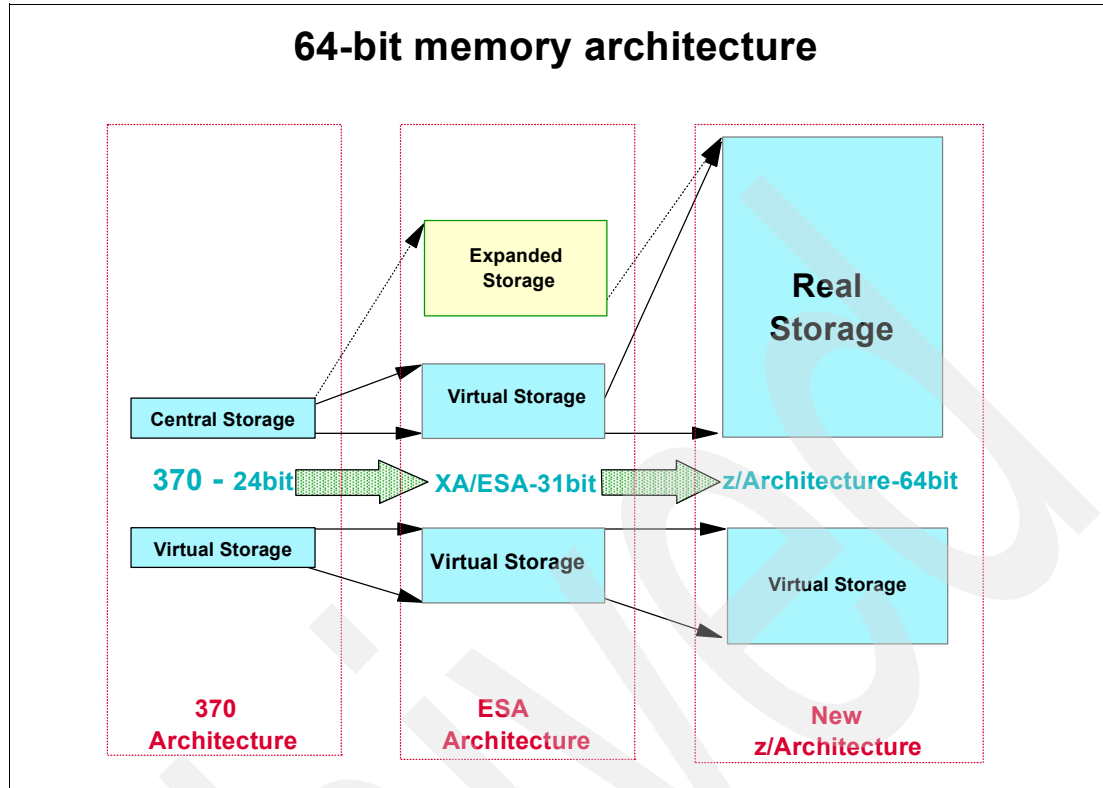 64-bit memory architecture
Expanded
Storage
Real
Storage
Virtual Storage
Central Storage
370 - 24bit
XA/ESA-31bit
z/Architecture-64bit
Virtual Storage
Virtual Storage
Virtual Storage
370
Architecture
ESA
Architecture
New
z/Architecture